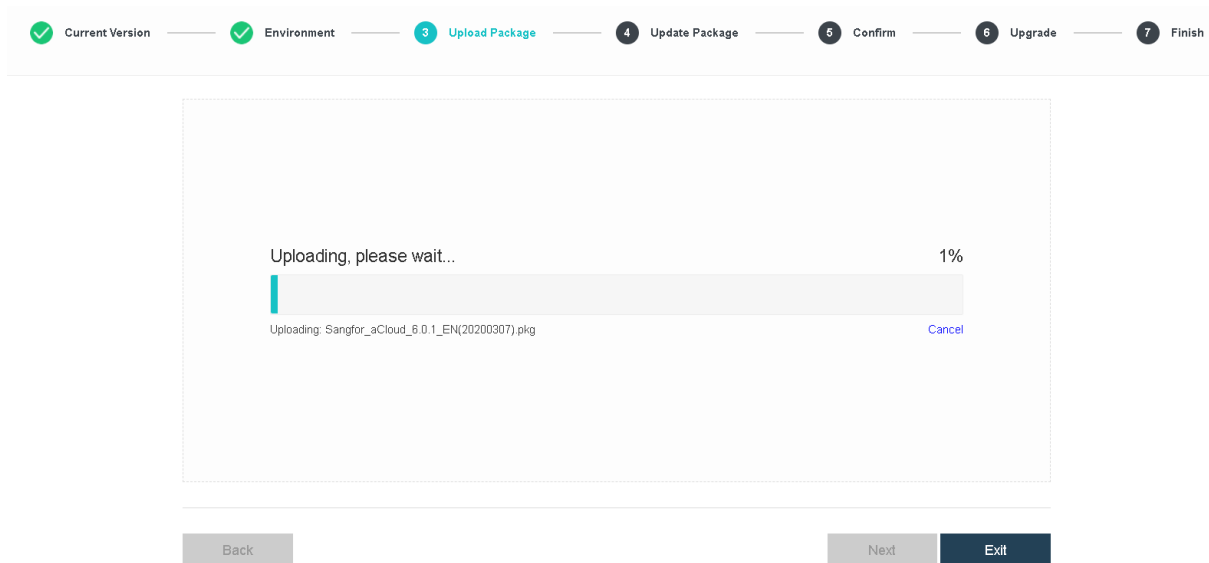 Current Version Environment 3 Upload Package 4 Update Package 5 Confirm 6 Upgrade 7 Finish
Uploading, please wait... 1%
Uploading: Sangfor_aCloud_6.0.1_EN(20200307).pkg Cancel
Back Next Exit